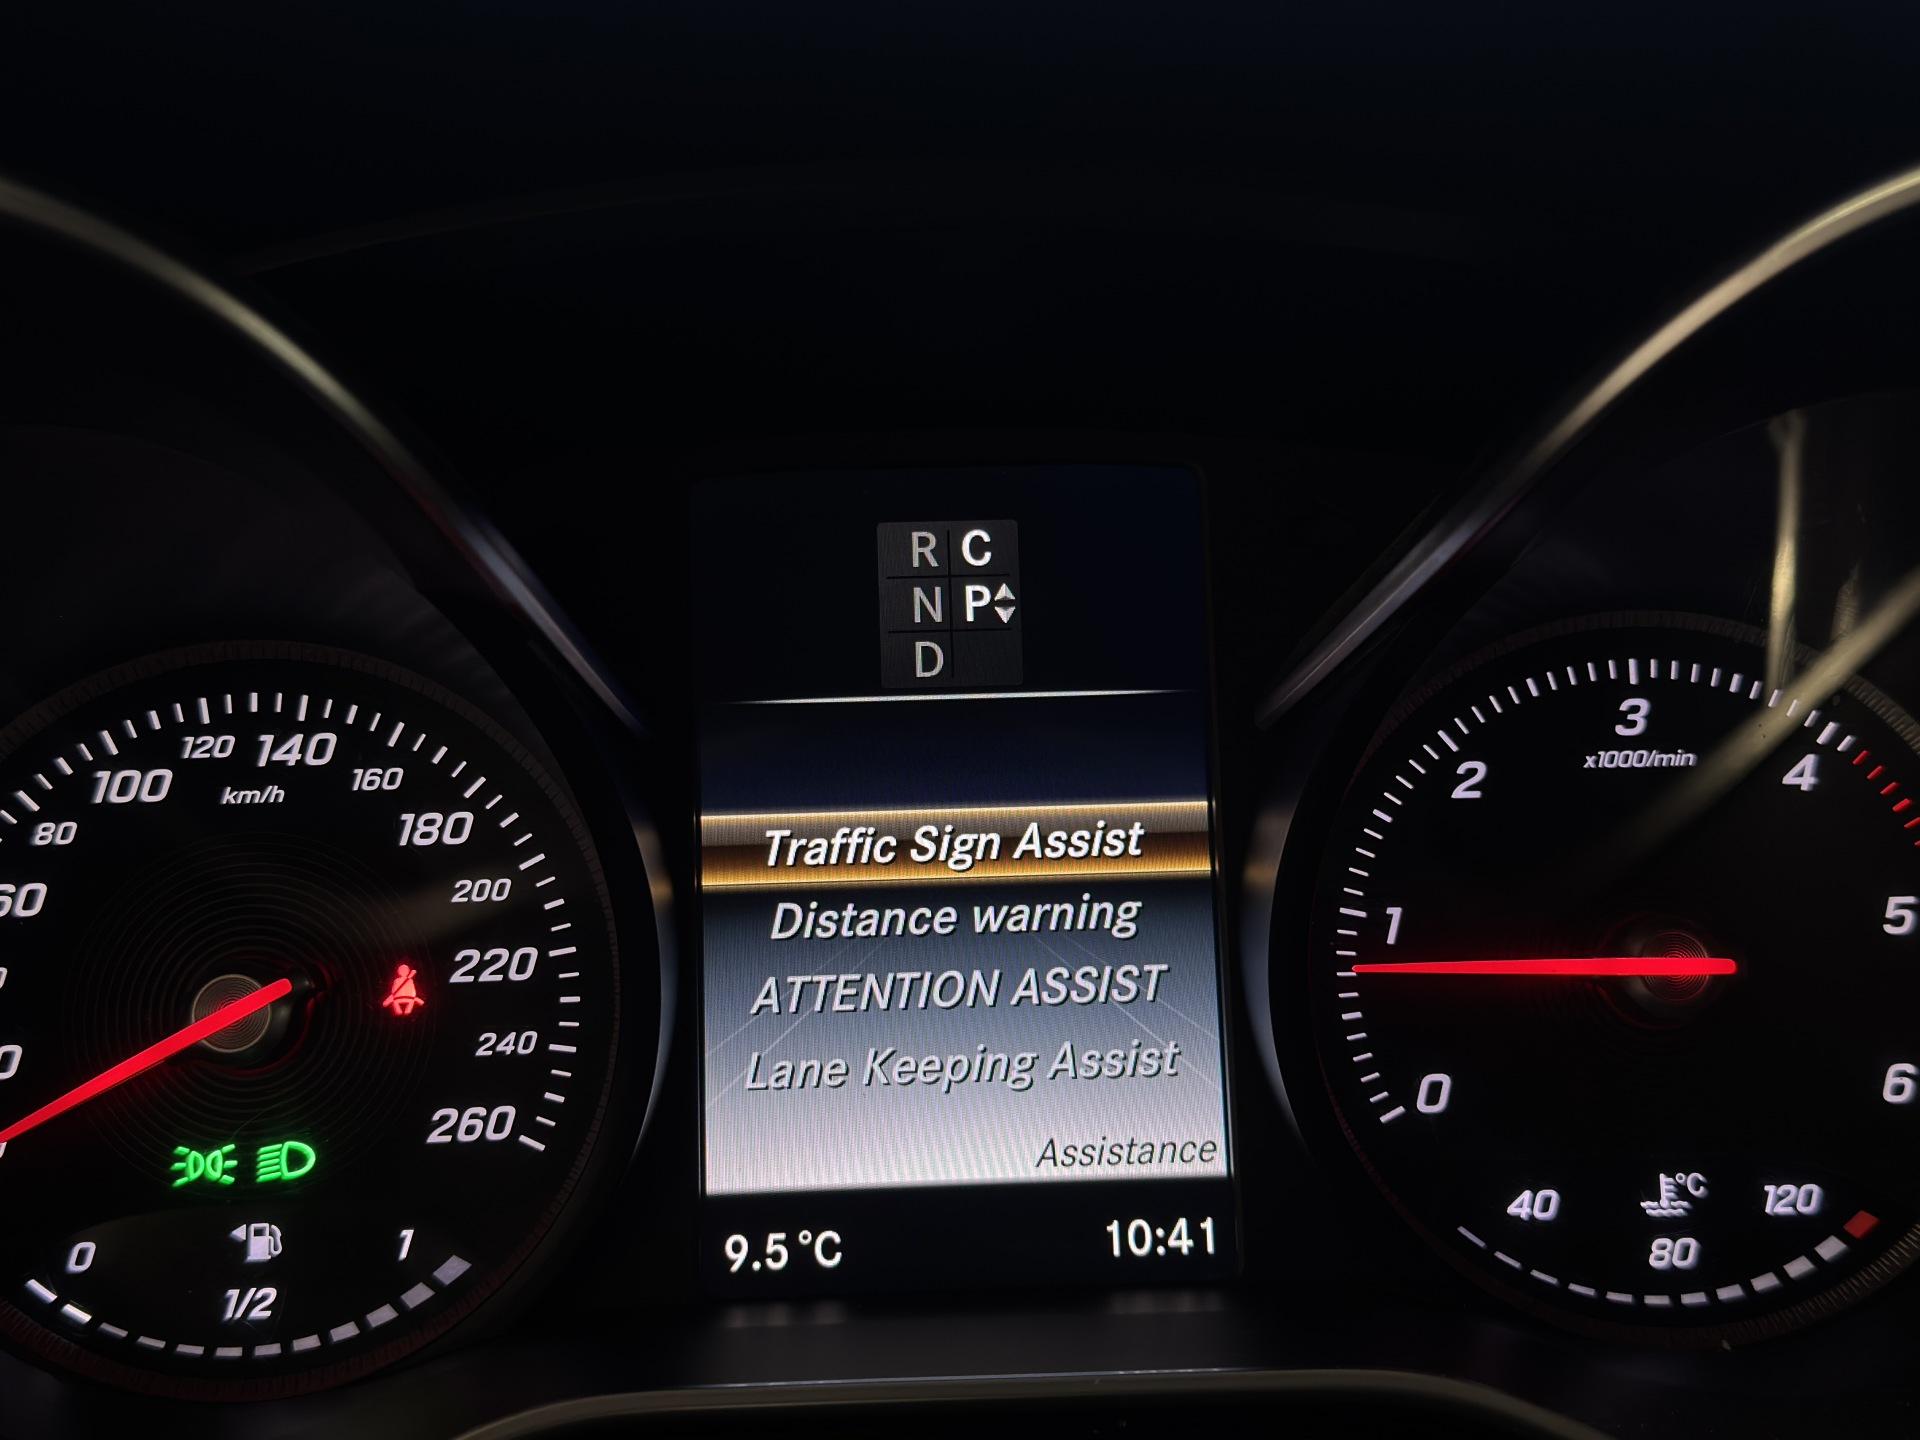 R C
N P
D
Traffic Sign Assist
Distance warning
ATTENTION ASSIST
Lane Keeping Assist
Assistance
9.5 °C 10:41
80
100
120
140
km/h
160
180
200
220
240
260
0
1/2
1
0
1
2
3
x1000/min
4
5
6
40
°C
80
120